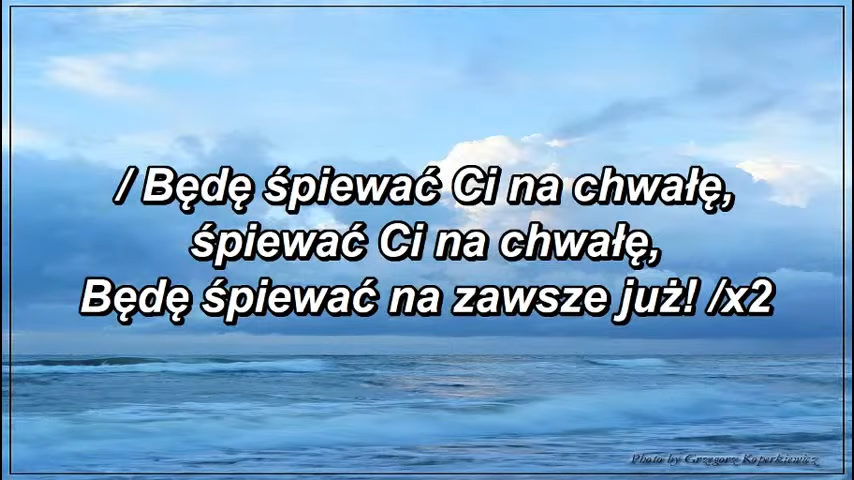 / Będę śpiewać Ci na chwałę,
śpiewać Ci na chwałę,
Będę śpiewać na zawsze już! /x2
Photo by Grzegorz Koperkiewicz